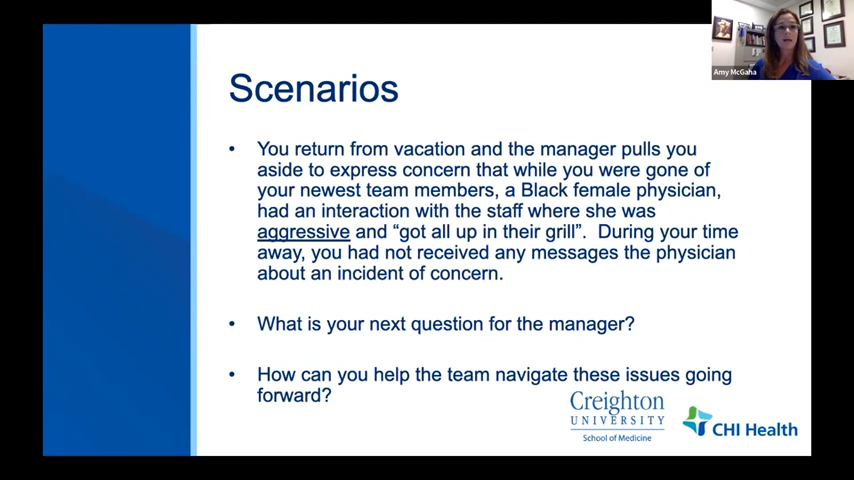 Amy McGaha
Scenarios
• You return from vacation and the manager pulls you
aside to express concern that while you were gone of
your newest team members, a Black female physician,
had an interaction with the staff where she was
aggressive and “got all up in their grill”.  During your time
away, you had not received any messages the physician
about an incident of concern.
• What is your next question for the manager?
• How can you help the team navigate these issues going
forward?
Creighton
UNIVERSITY
School of Medicine
CHI Health